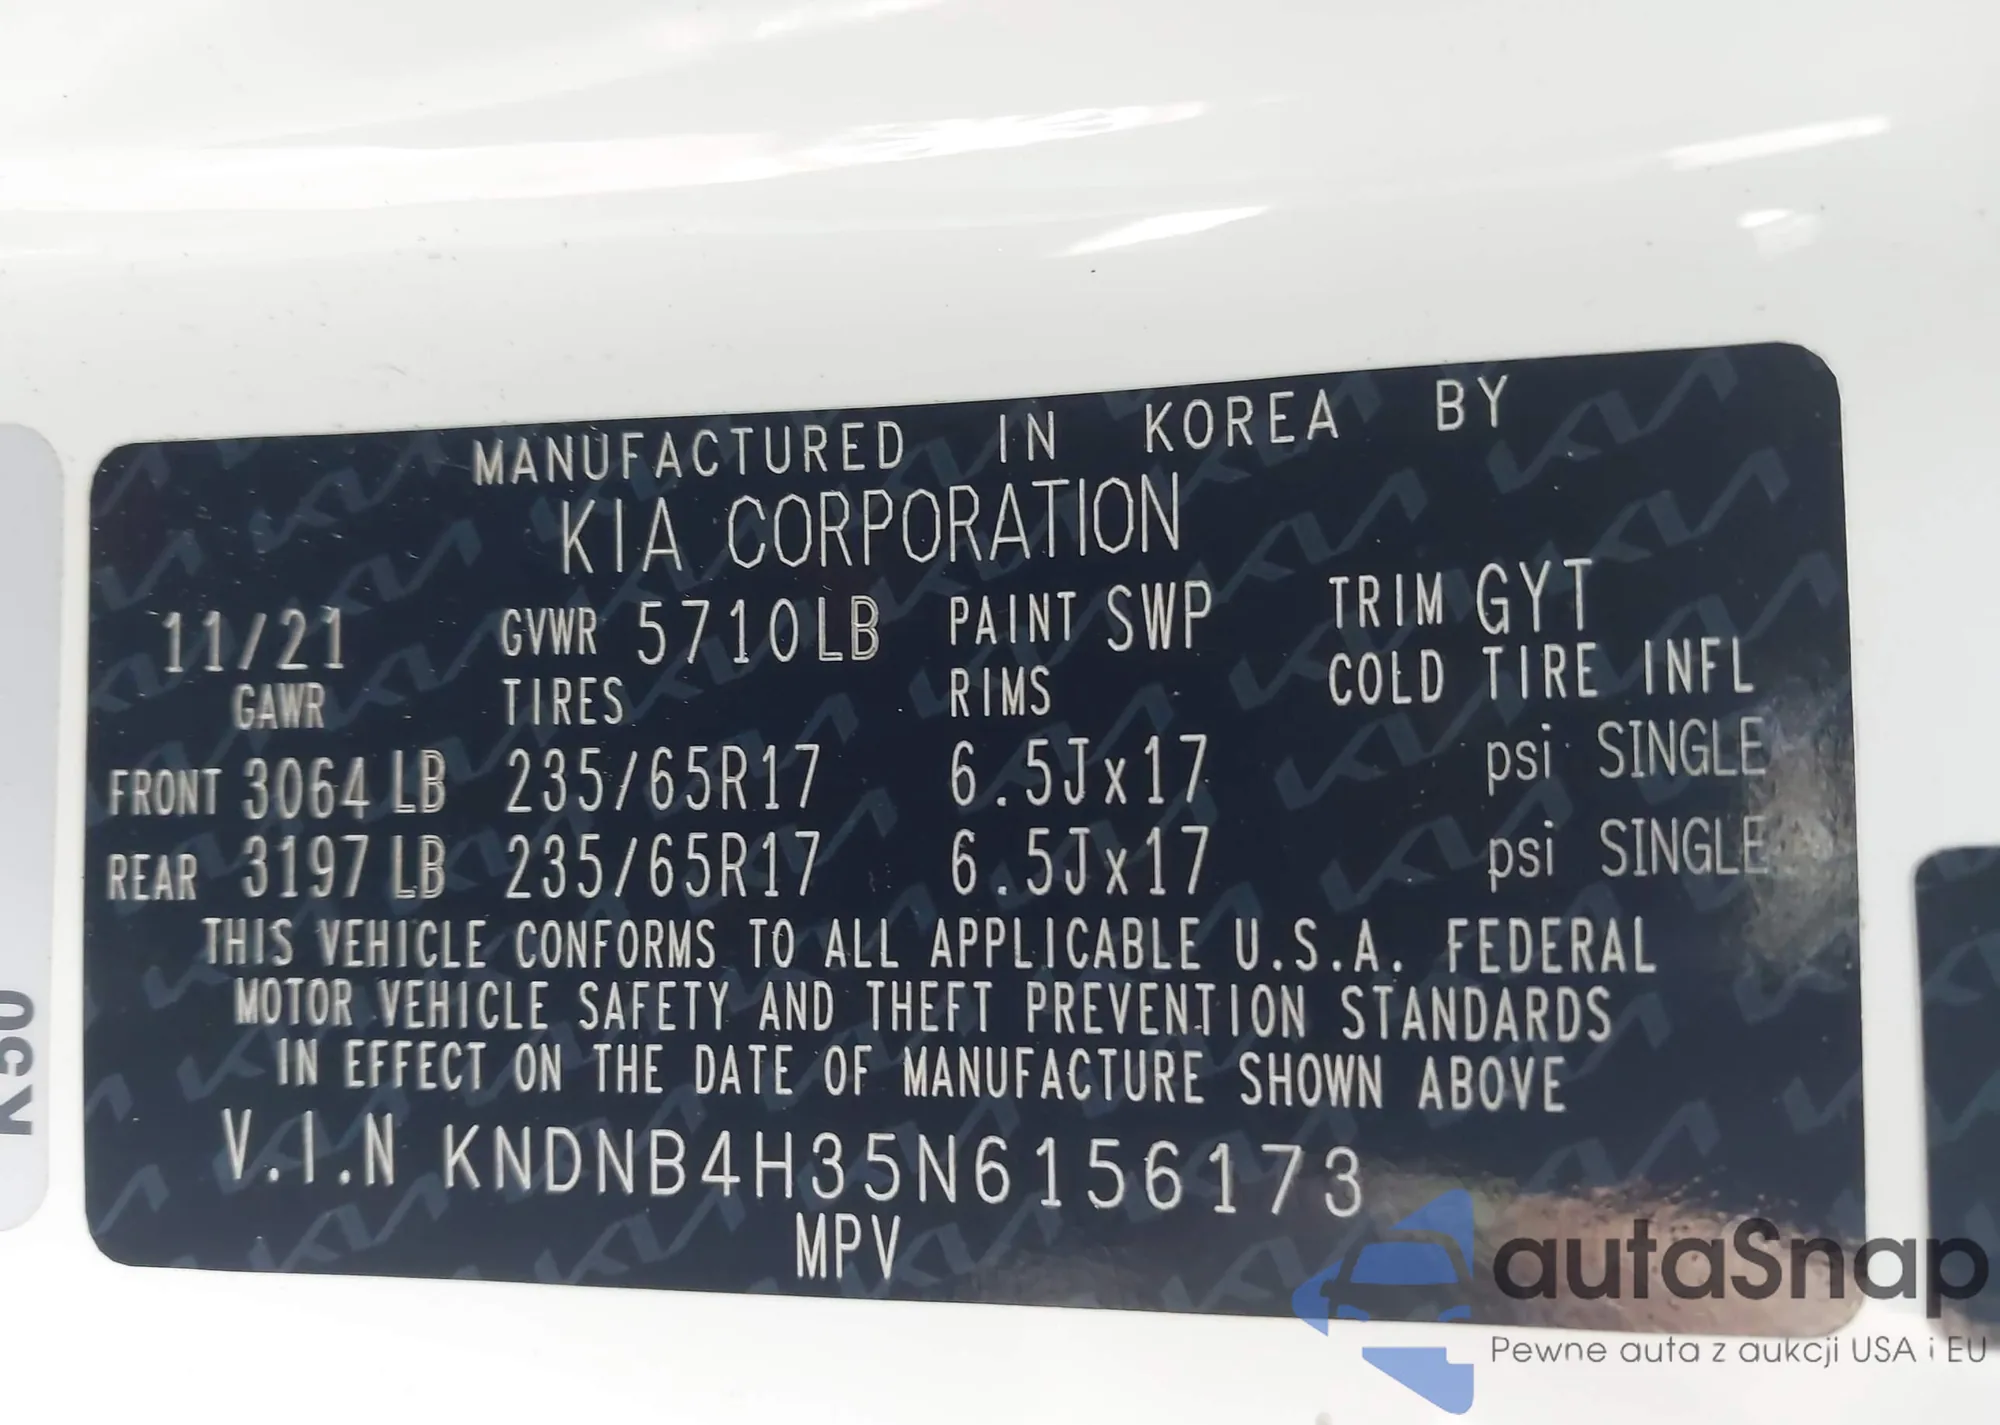 MANUFACTURED IN KOREA BY
KIA CORPORATION
11/21 GVWR 5710LB PAINT SWP TRIM GYT
GAWR TIRES RIMS COLD TIRE INFL
FRONT 3064 LB 235/65R17 6.5Jx17 psi SINGLE
REAR 3197 LB 235/65R17 6.5Jx17 psi SINGLE
THIS VEHICLE CONFORMS TO ALL APPLICABLE U.S.A. FEDERAL
MOTOR VEHICLE SAFETY AND THEFT PREVENTION STANDARDS
IN EFFECT ON THE DATE OF MANUFACTURE SHOWN ABOVE
V.I.N KNDNB4H35N6156173
MPV
autaSnap
Pewne auta z aukcji USA i EU